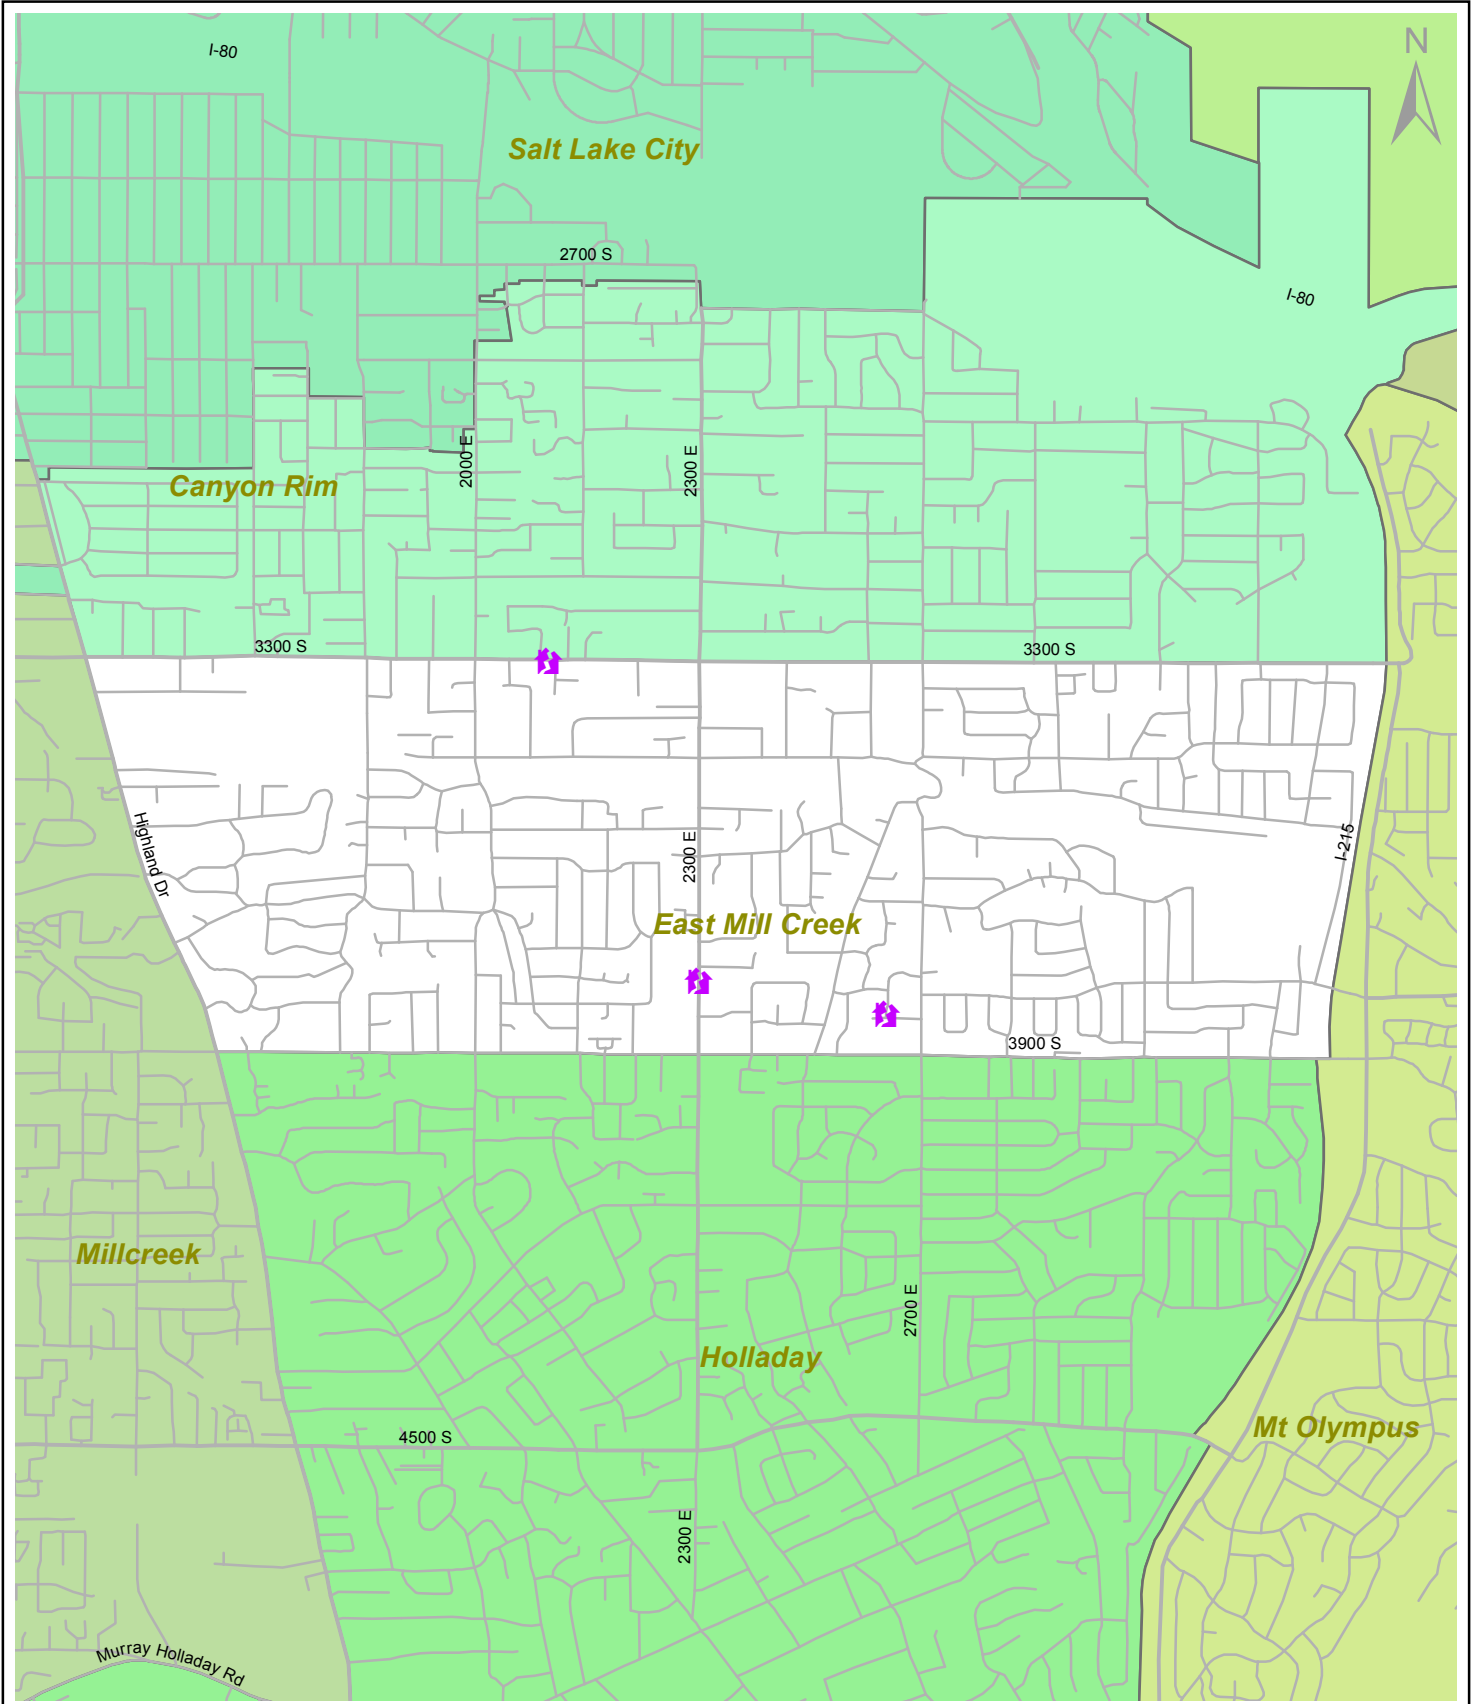 I-80
N
Salt Lake City
2700 S
I-80
2000 E
2300 E
Canyon Rim
3300 S
3300 S
Highland Dr
2300 E
I-215
East Mill Creek
3900 S
Millcreek
2700 E
Holladay
Mt Olympus
4500 S
2300 E
Murray Holladay Rd